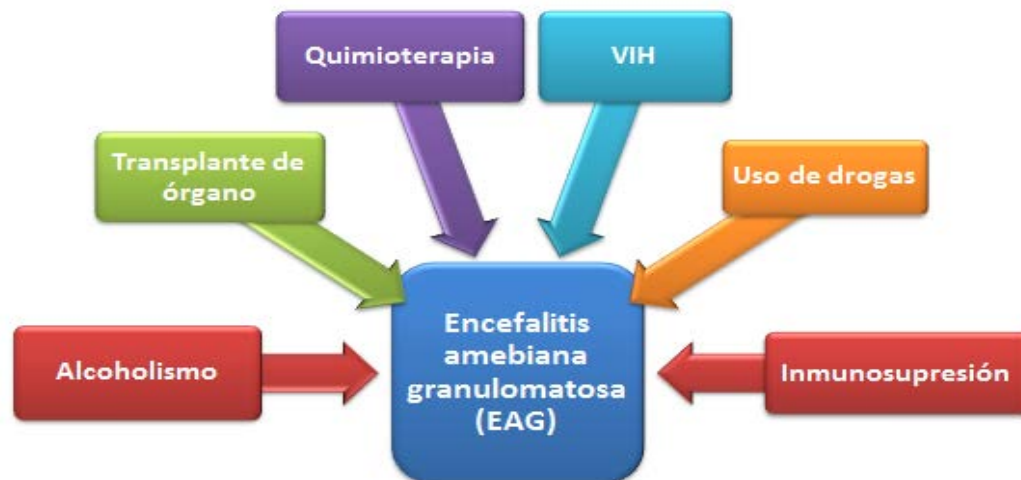 Quimioterapia
VIH
Transplante de
órgano
Uso de drogas
Alcoholismo
Encefalitis
amebiana
granulomatosa
(EAG)
Inmunosupresión